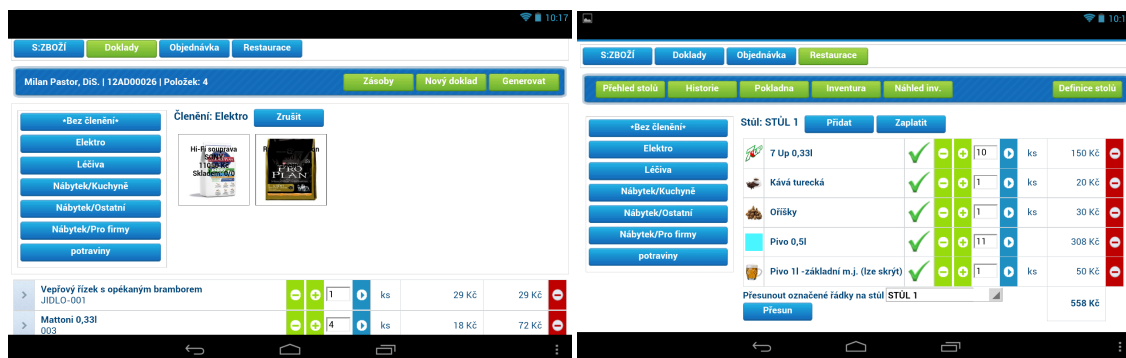 10:17
S:ZBOŽÍ Doklady Objednávka Restaurace
Milan Pastor, DiS. | 12AD00026 | Položek: 4 Zásoby Nový doklad Generovat
•Bez členění•
Elektro
Léčiva
Nábytek/Kuchyně
Nábytek/Ostatní
Nábytek/Pro firmy
potraviny
Členění: Elektro Zrušit
Hi-Fi souprava
Skladem: 0/0
PRO PLAN
Vepřový řízek s opékaným bramborem
JIDLO-001
1 ks 29 Kč 29 Kč
Mattoni 0,33l
003
4 ks 18 Kč 72 Kč
S:ZBOŽÍ Doklady Objednávka Restaurace
Přehled stolů Historie Pokladna Inventura Náhled inv. Definice stolů
•Bez členění•
Elektro
Léčiva
Nábytek/Kuchyně
Nábytek/Ostatní
Nábytek/Pro firmy
potraviny
Stůl: STŮL 1 Přidat Zaplatit
7 Up 0,33l 10 ks 150 Kč
Kává turecká 1 ks 20 Kč
Oříšky 1 ks 30 Kč
Pivo 0,5l 11 ks 308 Kč
Pivo 1l -základní m.j. (lze skrýt) 1 ks 50 Kč
Přesunout označené řádky na stůl STŮL 1
Přesun
558 Kč